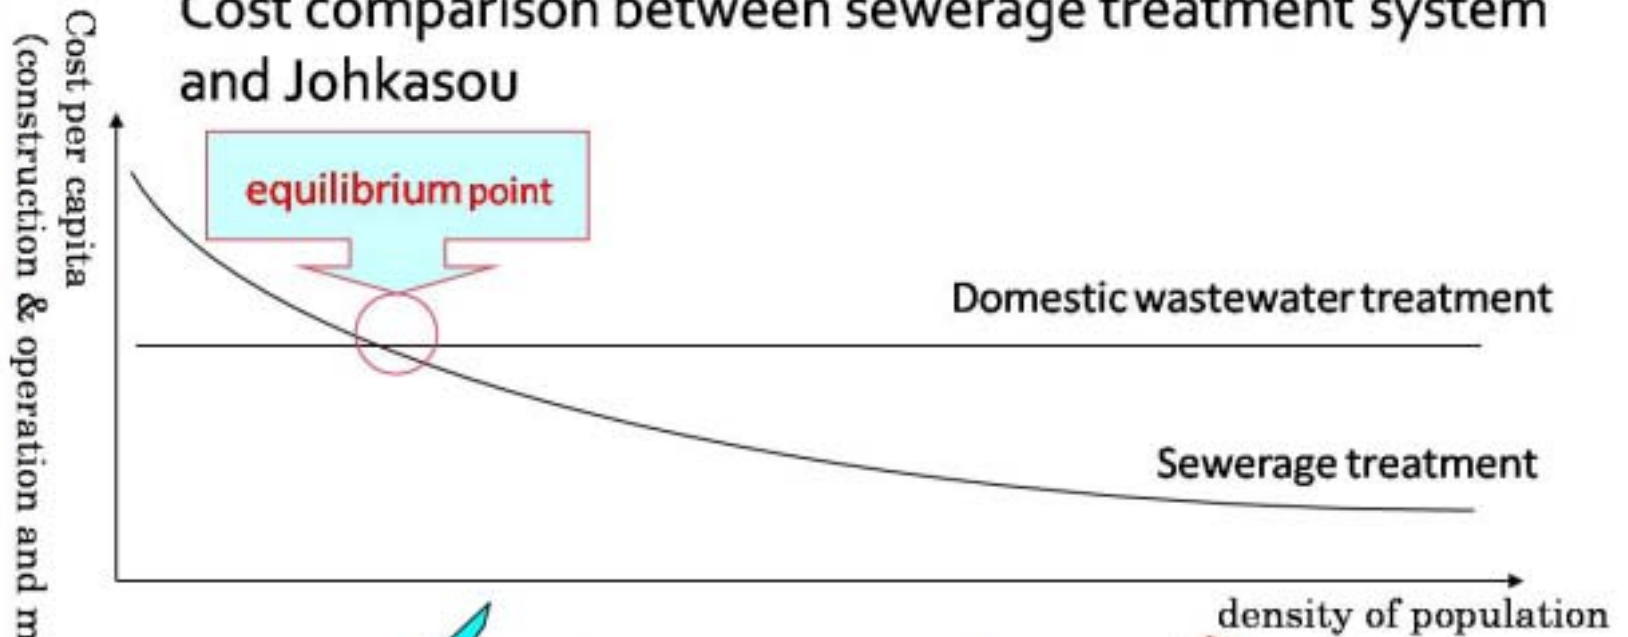 Cost comparison between sewerage treatment system
and Johkasou
Cost per capita
(construction & operation and m
equilibrium point
Domestic wastewater treatment
Sewerage treatment
density of population